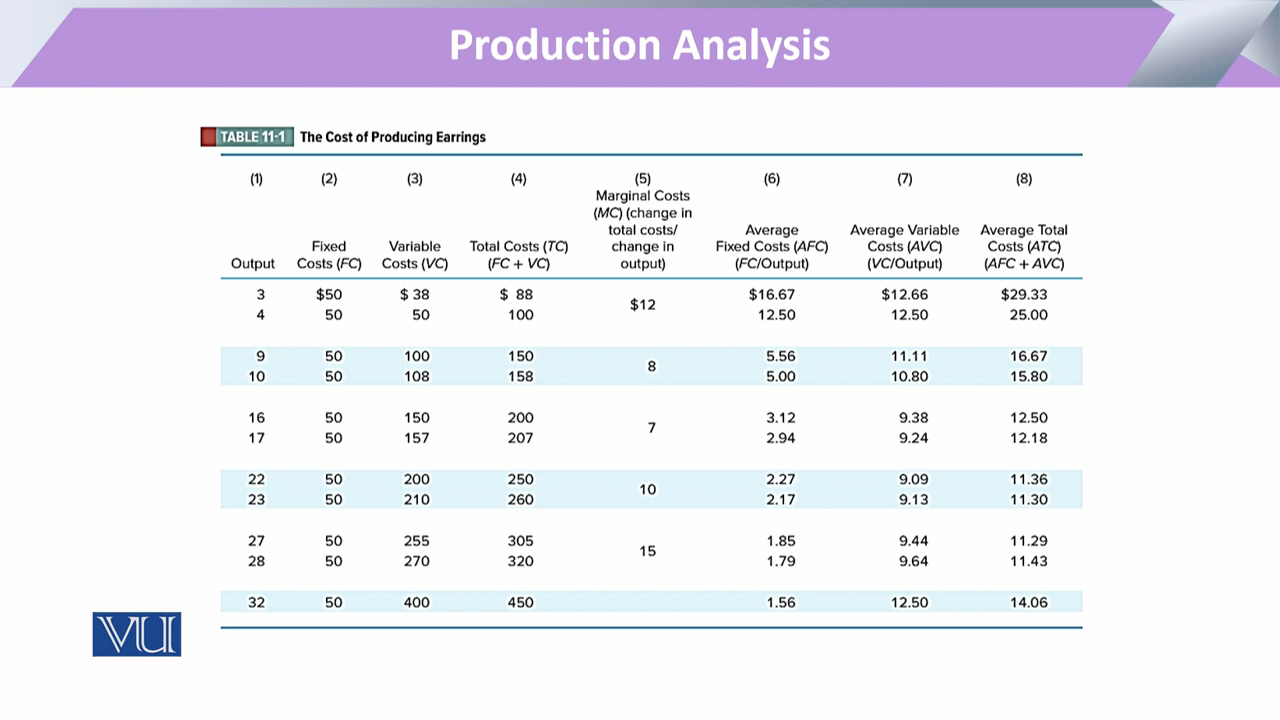 Production Analysis
TABLE 11-1 The Cost of Producing Earrings
(1) (2) (3) (4) (5) (6) (7) (8)
Marginal Costs
(MC) (change in
total costs/ Average Average Variable Average Total
Fixed Variable Total Costs (TC) change in Fixed Costs (AFC) Costs (AVC) Costs (ATC)
Output Costs (FC) Costs (VC) (FC + VC) output) (FC/Output) (VC/Output) (AFC + AVC)
3 $50 $ 38 $ 88 $16.67 $12.66 $29.33
$12
4 50 50 100 12.50 12.50 25.00
9 50 100 150 5.56 11.11 16.67
8
10 50 108 158 5.00 10.80 15.80
16 50 150 200 3.12 9.38 12.50
7
17 50 157 207 2.94 9.24 12.18
22 50 200 250 2.27 9.09 11.36
10
23 50 210 260 2.17 9.13 11.30
27 50 255 305 1.85 9.44 11.29
15
28 50 270 320 1.79 9.64 11.43
32 50 400 450 1.56 12.50 14.06
VU